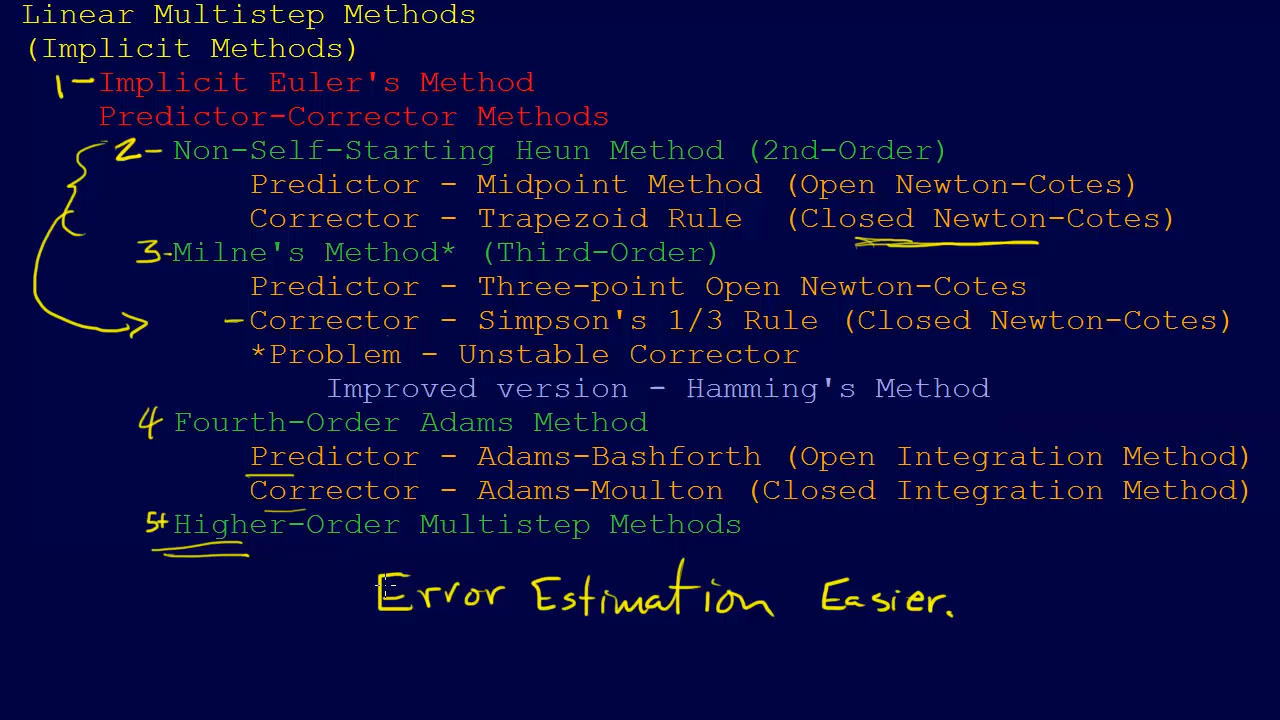 Linear Multistep Methods
(Implicit Methods)
1- Implicit Euler's Method
Predictor-Corrector Methods
2- Non-Self-Starting Heun Method (2nd-Order)
Predictor - Midpoint Method (Open Newton-Cotes)
Corrector - Trapezoid Rule (Closed Newton-Cotes)
3- Milne's Method* (Third-Order)
Predictor - Three-point Open Newton-Cotes
- Corrector - Simpson's 1/3 Rule (Closed Newton-Cotes)
*Problem - Unstable Corrector
Improved version - Hamming's Method
4 Fourth-Order Adams Method
Predictor - Adams-Bashforth (Open Integration Method)
Corrector - Adams-Moulton (Closed Integration Method)
5+ Higher-Order Multistep Methods
Error Estimation Easier.